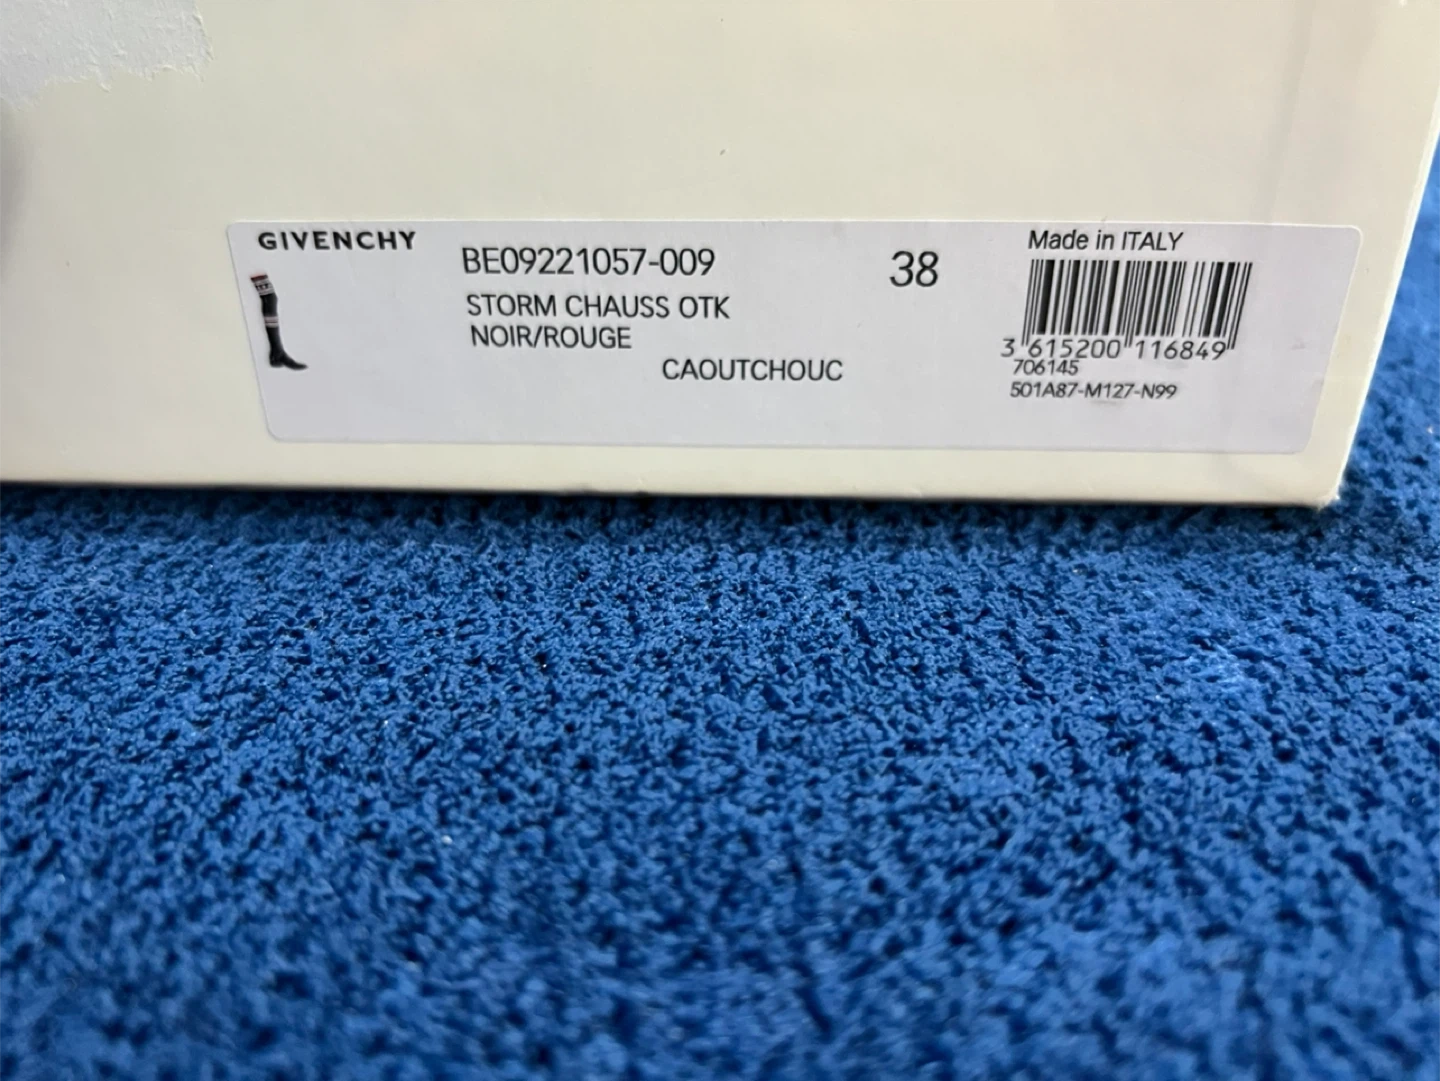 GIVENCHY
BE09221057-009
STORM CHAUSS OTK
NOIR/ROUGE
CAOUTCHOUC
38
Made in ITALY
3 615200 116849
706145
501A87-M127-N99